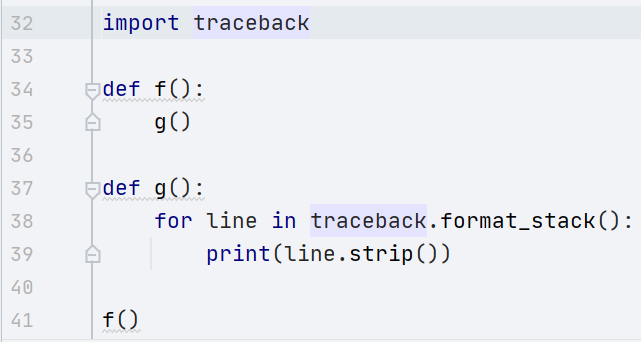 32 import traceback
33
34 def f():
35     g()
36
37 def g():
38     for line in traceback.format_stack():
39         print(line.strip())
40
41 f()